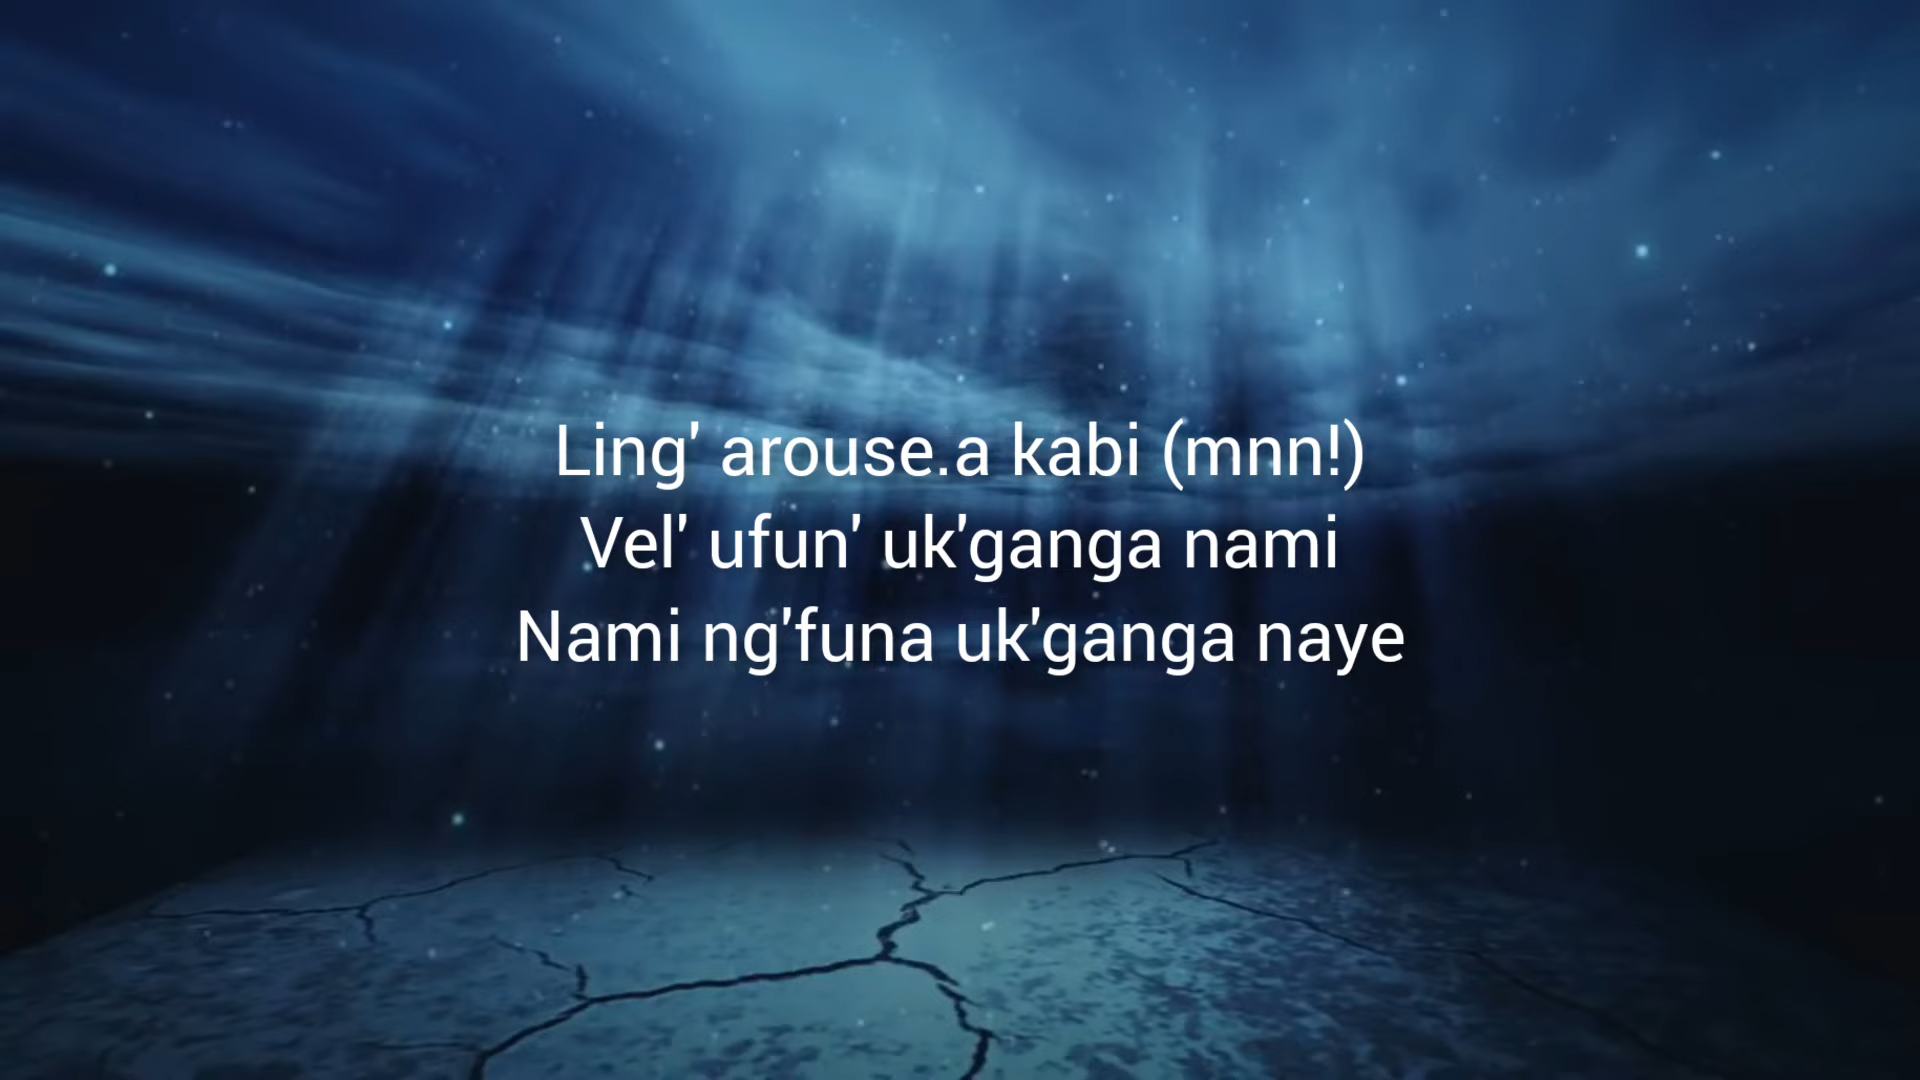 Ling' arouse.a kabi (mnn!)
Vel' ufun' uk'ganga nami
Nami ng'funa uk'ganga naye